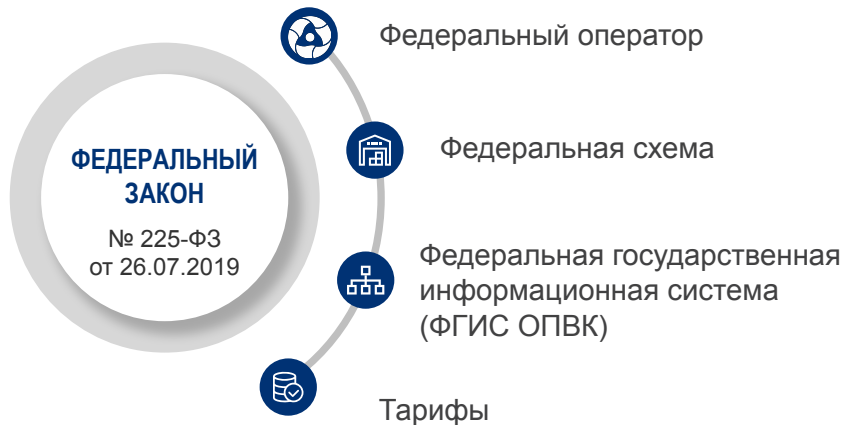 ФЕДЕРАЛЬНЫЙ
ЗАКОН
№ 225-ФЗ
от 26.07.2019
Федеральный оператор
Федеральная схема
Федеральная государственная
информационная система
(ФГИС ОПВК)
Тарифы